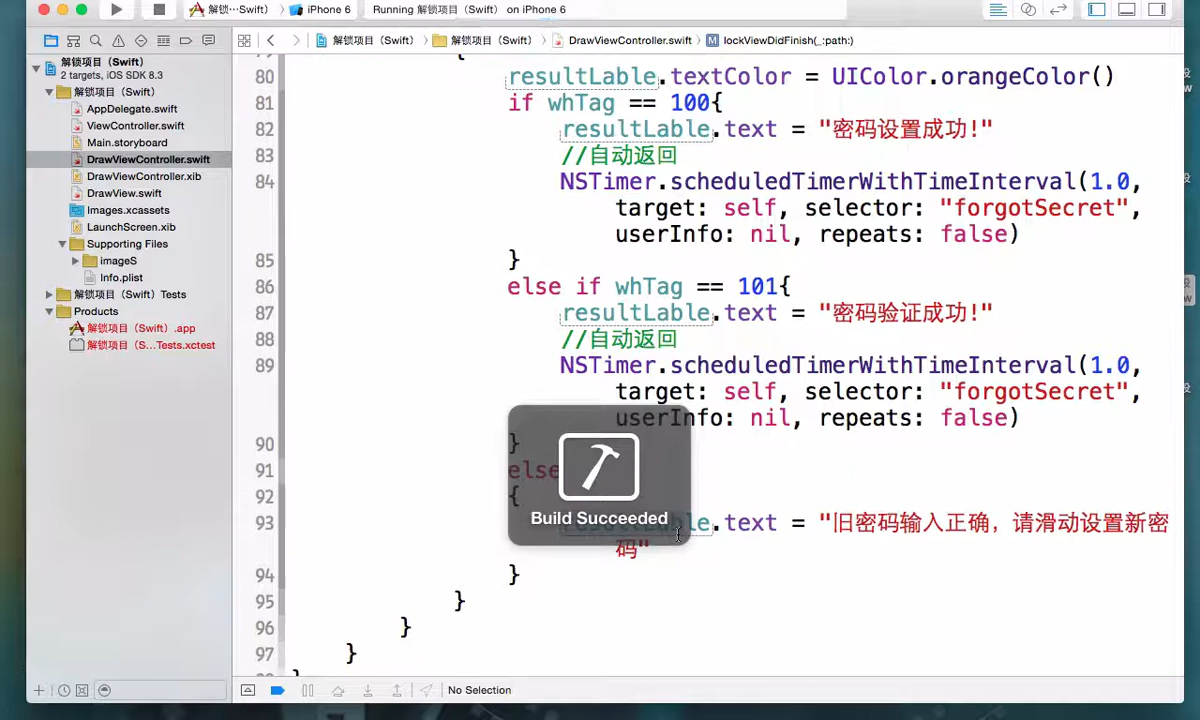 解锁···Swift） 〉 iPhone 6 Running 解锁项目（Swift） on iPhone 6
解锁项目（Swift） 〉 解锁项目（Swift） 〉 DrawViewController.swift 〉 M lockViewDidFinish(_:path:)
解锁项目（Swift）
2 targets, iOS SDK 8.3
解锁项目（Swift）
AppDelegate.swift
ViewController.swift
Main.storyboard
DrawViewController.swift
DrawViewController.xib
DrawView.swift
Images.xcassets
LaunchScreen.xib
Supporting Files
imageS
Info.plist
解锁项目（Swift）Tests
Products
解锁项目（Swift）.app
解锁项目（S...Tests.xctest
80 resultLable.textColor = UIColor.orangeColor()
81 if whTag == 100{
82 resultLable.text = "密码设置成功!"
83 //自动返回
84 NSTimer.scheduledTimerWithTimeInterval(1.0,
target: self, selector: "forgotSecret",
userInfo: nil, repeats: false)
85 }
86 else if whTag == 101{
87 resultLable.text = "密码验证成功!"
88 //自动返回
89 NSTimer.scheduledTimerWithTimeInterval(1.0,
target: self, selector: "forgotSecret",
userInfo: nil, repeats: false)
90 }
91 else
92 {
93 resultLable.text = "旧密码输入正确，请滑动设置新密
码"
94 }
95 }
96 }
97 }
Build Succeeded
No Selection